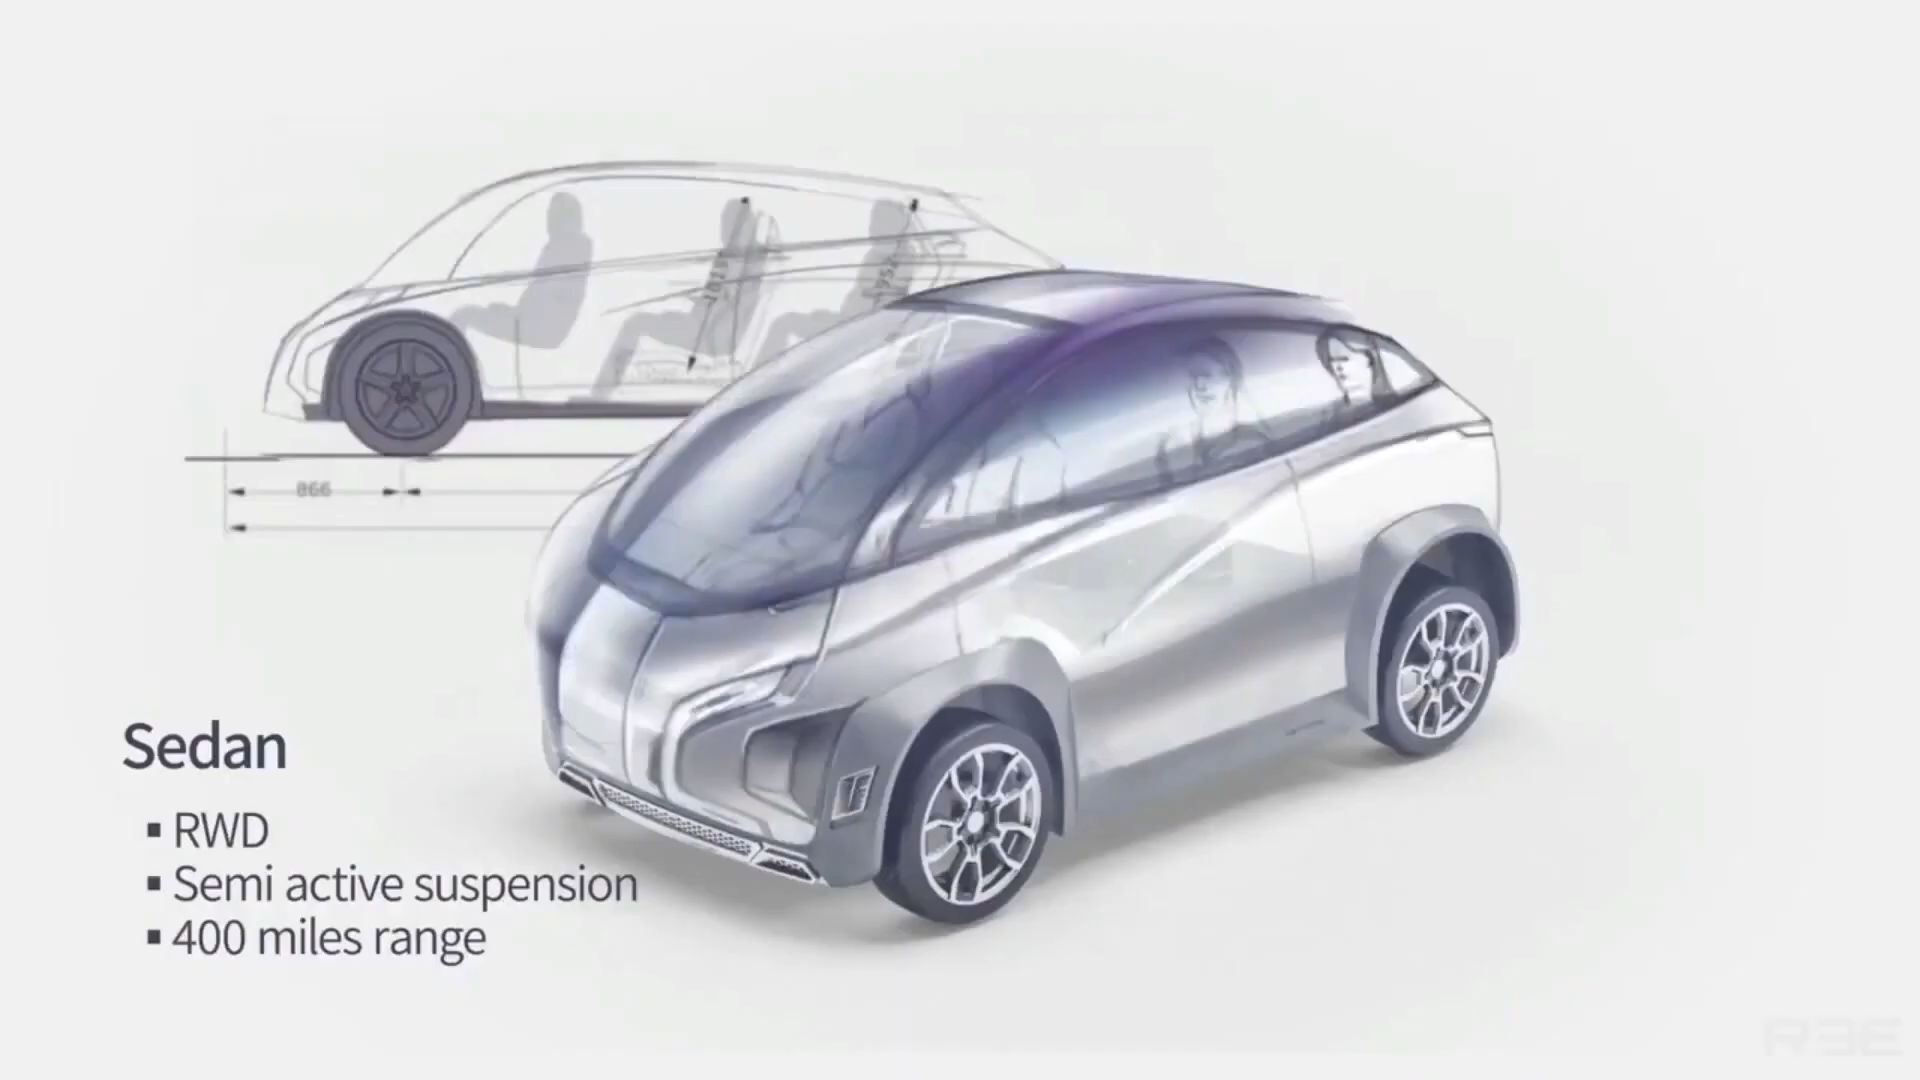 866
Sedan
▪ RWD
▪ Semi active suspension
▪ 400 miles range
REE